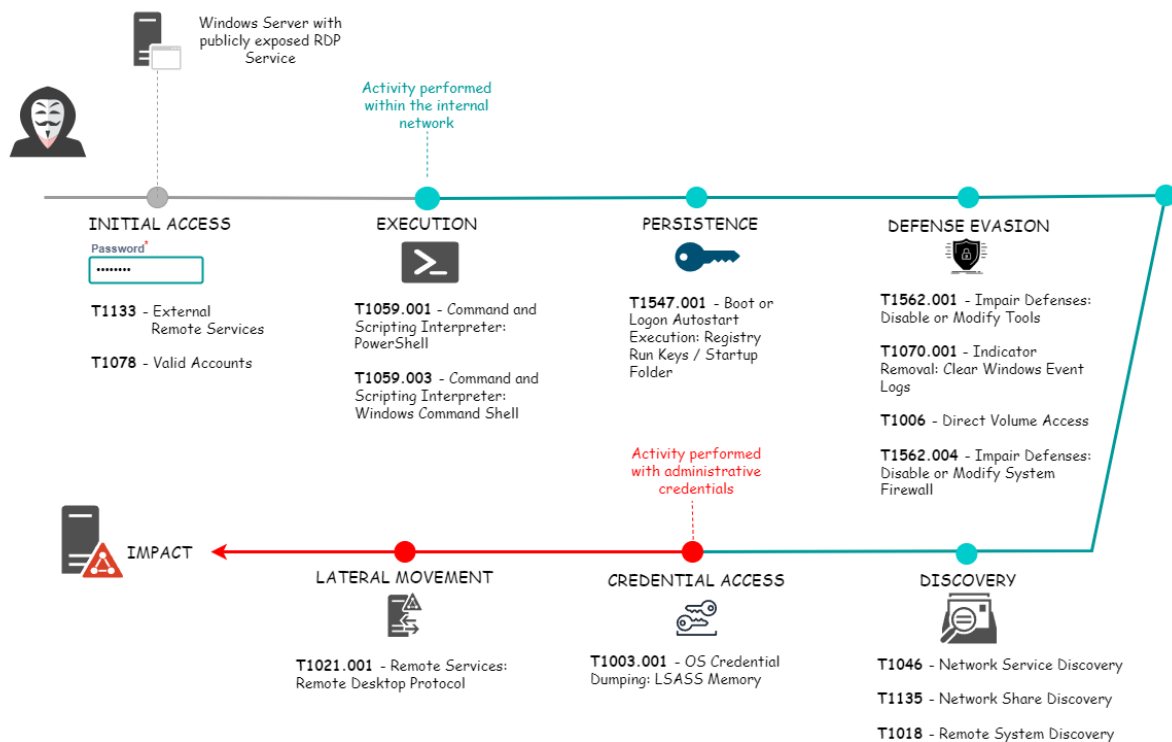 Windows Server with
publicly exposed RDP
Service
Activity performed
within the internal
network
INITIAL ACCESS
Password*
••••••••
T1133 - External
Remote Services
T1078 - Valid Accounts
EXECUTION
T1059.001 - Command and
Scripting Interpreter:
PowerShell
T1059.003 - Command and
Scripting Interpreter:
Windows Command Shell
PERSISTENCE
T1547.001 - Boot or
Logon Autostart
Execution: Registry
Run Keys / Startup
Folder
DEFENSE EVASION
T1562.001 - Impair Defenses:
Disable or Modify Tools
T1070.001 - Indicator
Removal: Clear Windows Event
Logs
T1006 - Direct Volume Access
T1562.004 - Impair Defenses:
Disable or Modify System
Firewall
Activity performed
with administrative
credentials
IMPACT
LATERAL MOVEMENT
T1021.001 - Remote Services:
Remote Desktop Protocol
CREDENTIAL ACCESS
T1003.001 - OS Credential
Dumping: LSASS Memory
DISCOVERY
T1046 - Network Service Discovery
T1135 - Network Share Discovery
T1018 - Remote System Discovery